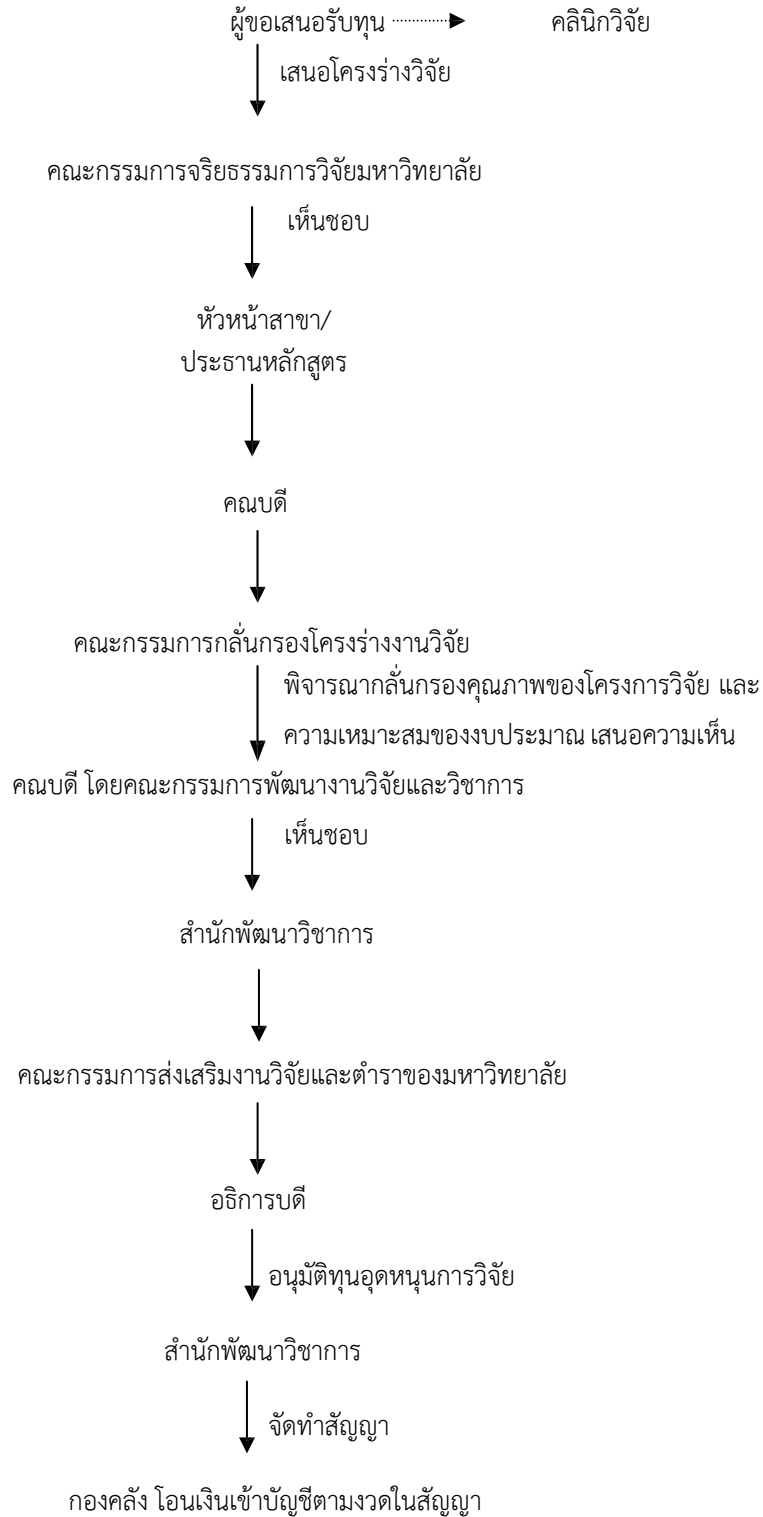 ผู้ขอเสนอรับทุน คลินิกวิจัย
เสนอโครงร่างวิจัย
คณะกรรมการจริยธรรมการวิจัยมหาวิทยาลัย
เห็นชอบ
หัวหน้าสาขา/
ประธานหลักสูตร
คณบดี
คณะกรรมการกลั่นกรองโครงร่างงานวิจัย
พิจารณากลั่นกรองคุณภาพของโครงการวิจัย และ
ความเหมาะสมของงบประมาณ เสนอความเห็น
คณบดี โดยคณะกรรมการพัฒนางานวิจัยและวิชาการ
เห็นชอบ
สำนักพัฒนาวิชาการ
คณะกรรมการส่งเสริมงานวิจัยและตำราของมหาวิทยาลัย
อธิการบดี
อนุมัติทุนอุดหนุนการวิจัย
สำนักพัฒนาวิชาการ
จัดทำสัญญา
กองคลัง โอนเงินเข้าบัญชีตามงวดในสัญญา